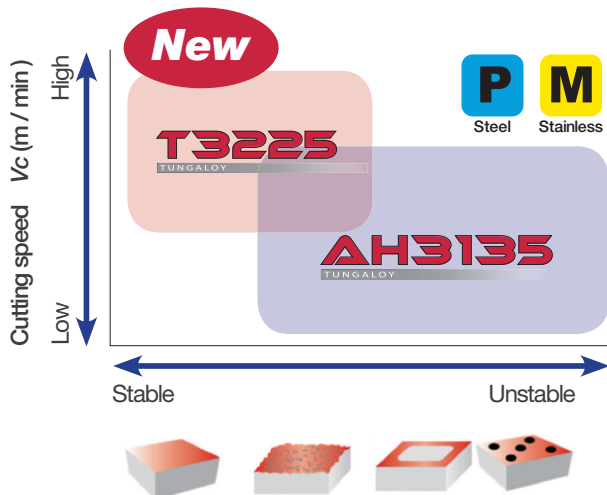 New
High
Cutting speed Vc (m / min)
Low
T3225
TUNGALOY
AH3135
TUNGALOY
P
Steel
M
Stainless
Stable
Unstable